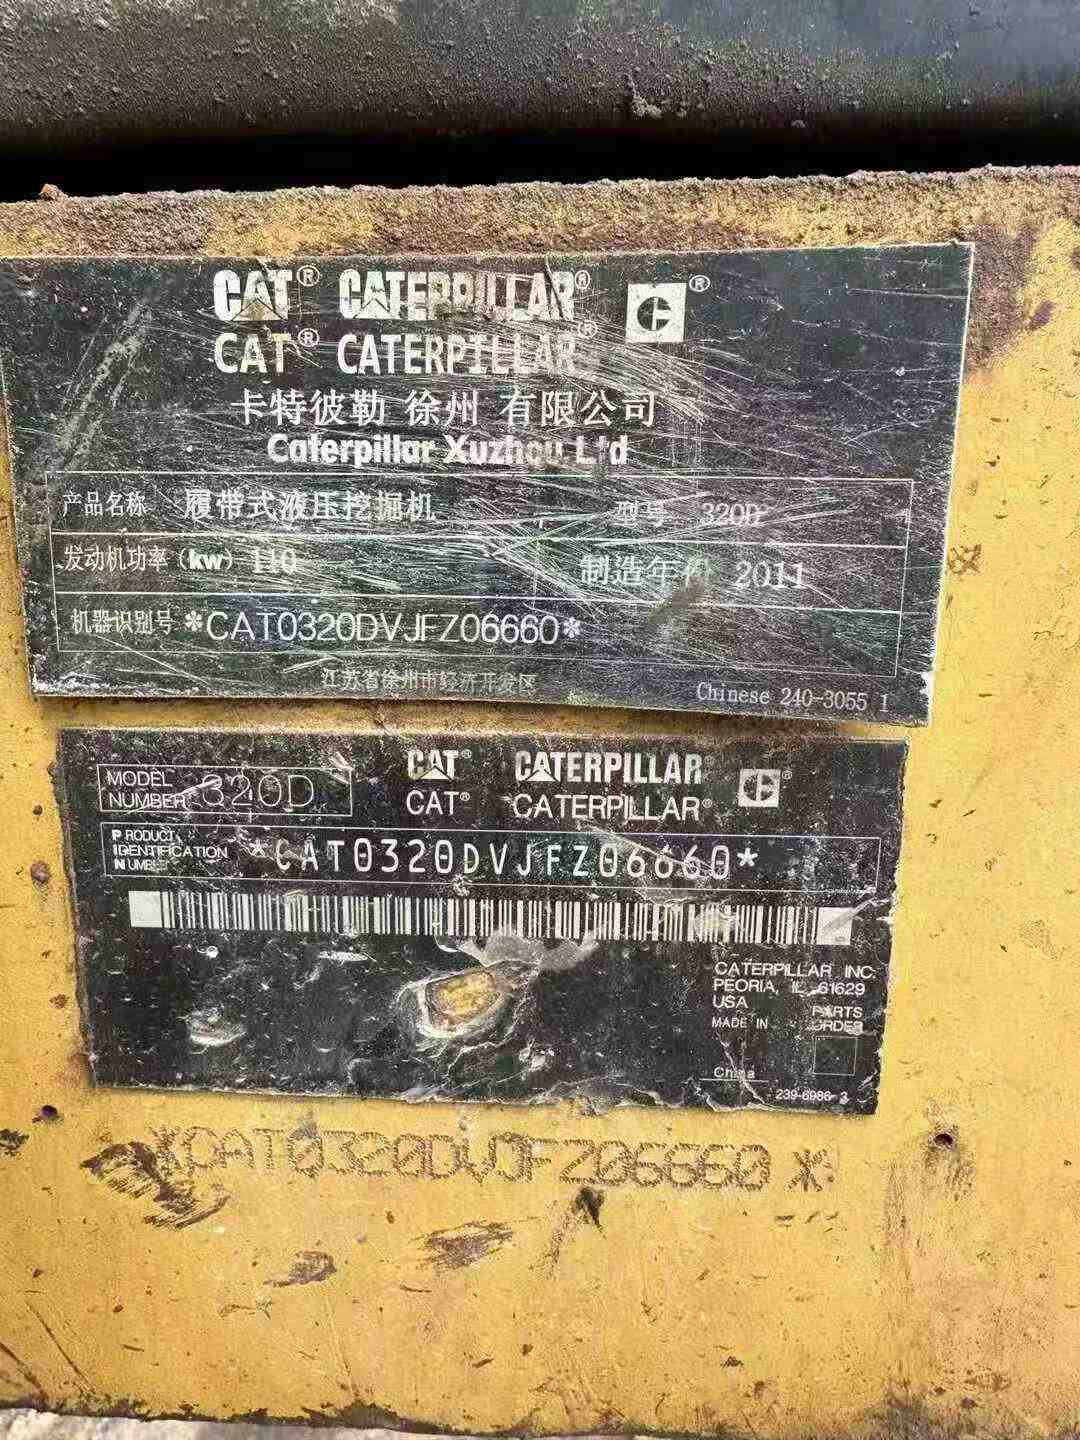 CAT® CATERPILLAR® ®
CAT® CATERPILLAR®
卡特彼勒 徐州 有限公司
Caterpillar Xuzhou Ltd
产品名称 履带式液压挖掘机 型号 320D
发动机功率(kw) 110 制造年份 2011
机器识别号 *CAT0320DVJFZ06660*
江苏省徐州市经济开发区
Chinese 240-3055 1
CAT® CATERPILLAR® ®
MODEL NUMBER 320D
CAT® CATERPILLAR®
PRODUCT IDENTIFICATION NUMBER *CAT0320DVJFZ06660*
CATERPILLAR INC.
PEORIA, IL 61629
USA
PARTS
MADE IN ORDER
China
239-6986 3
*CAT0320DVJFZ06660*